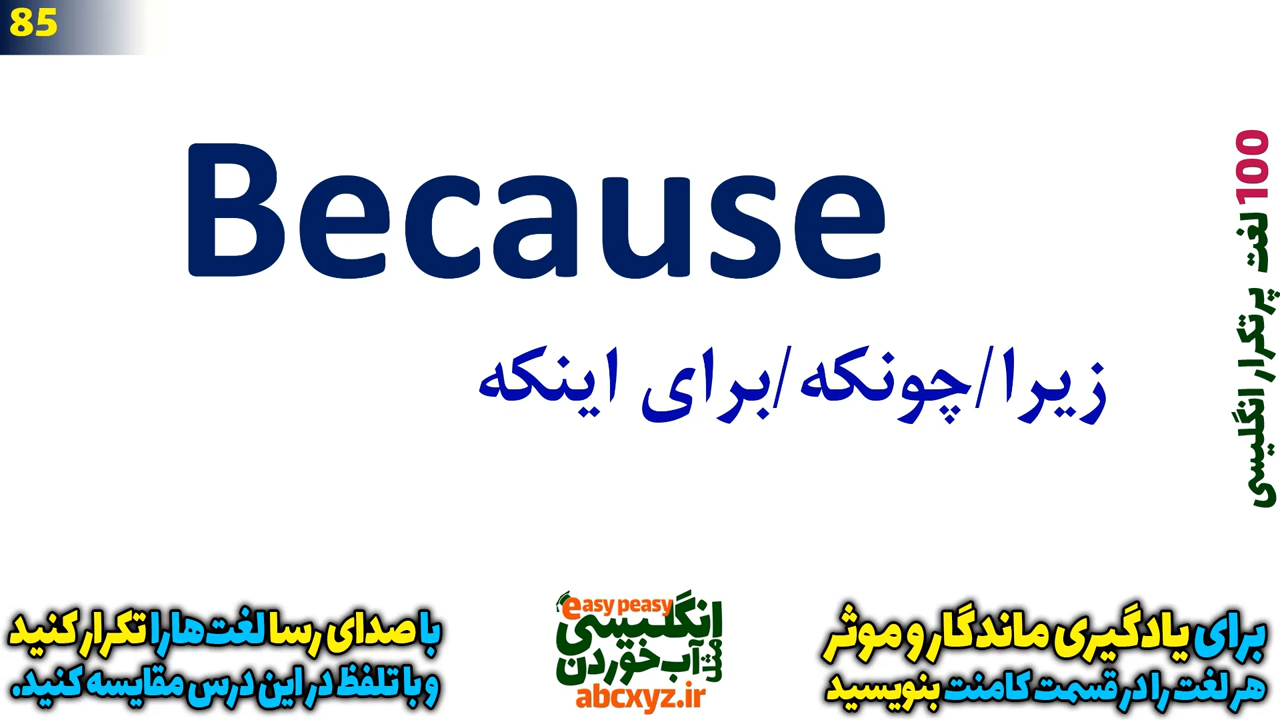 85
Because
زیرا/چونکه/برای اینکه
100 لغت پرتکرار انگلیسی
برای یادگیری ماندگار و موثر
هر لغت را در قسمت کامنت بنویسید
easy peasy
انگلیسی
مثل آب خوردن
abcxyz.ir
با صدای رسا لغت‌ها را تکرار کنید
و با تلفظ در این درس مقایسه کنید.